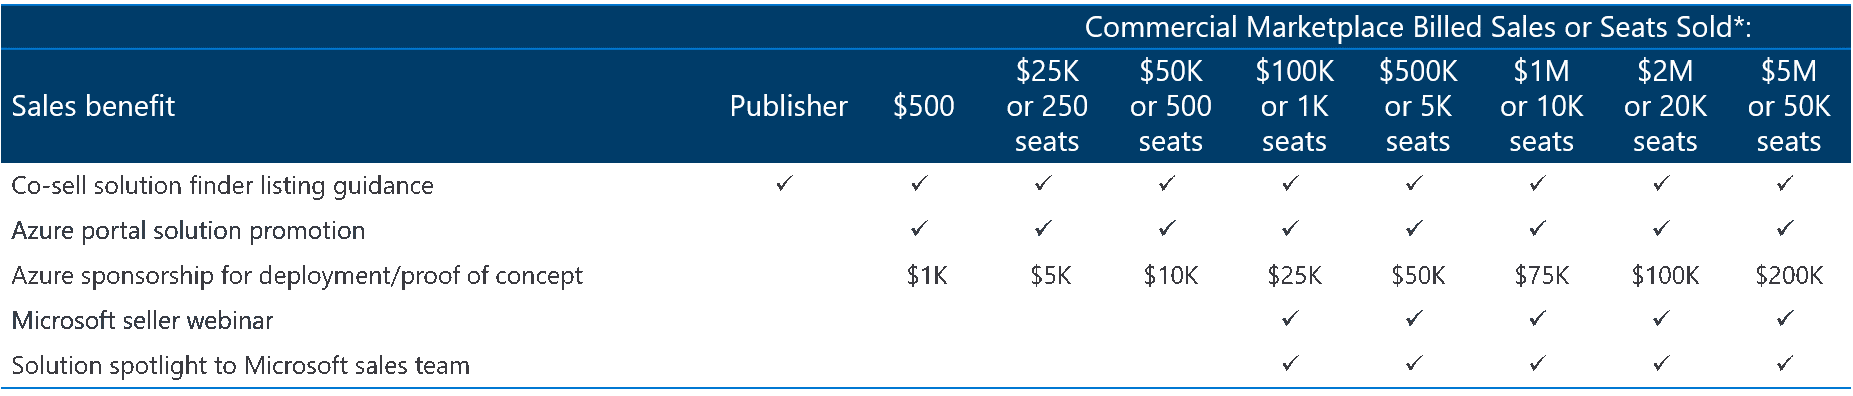 Commercial Marketplace Billed Sales or Seats Sold*:
Sales benefit Publisher $500 $25K or 250 seats $50K or 500 seats $100K or 1K seats $500K or 5K seats $1M or 10K seats $2M or 20K seats $5M or 50K seats
Co-sell solution finder listing guidance ✓ ✓ ✓ ✓ ✓ ✓ ✓ ✓ ✓
Azure portal solution promotion ✓ ✓ ✓ ✓ ✓ ✓ ✓ ✓
Azure sponsorship for deployment/proof of concept $1K $5K $10K $25K $50K $75K $100K $200K
Microsoft seller webinar ✓ ✓ ✓ ✓ ✓
Solution spotlight to Microsoft sales team ✓ ✓ ✓ ✓ ✓